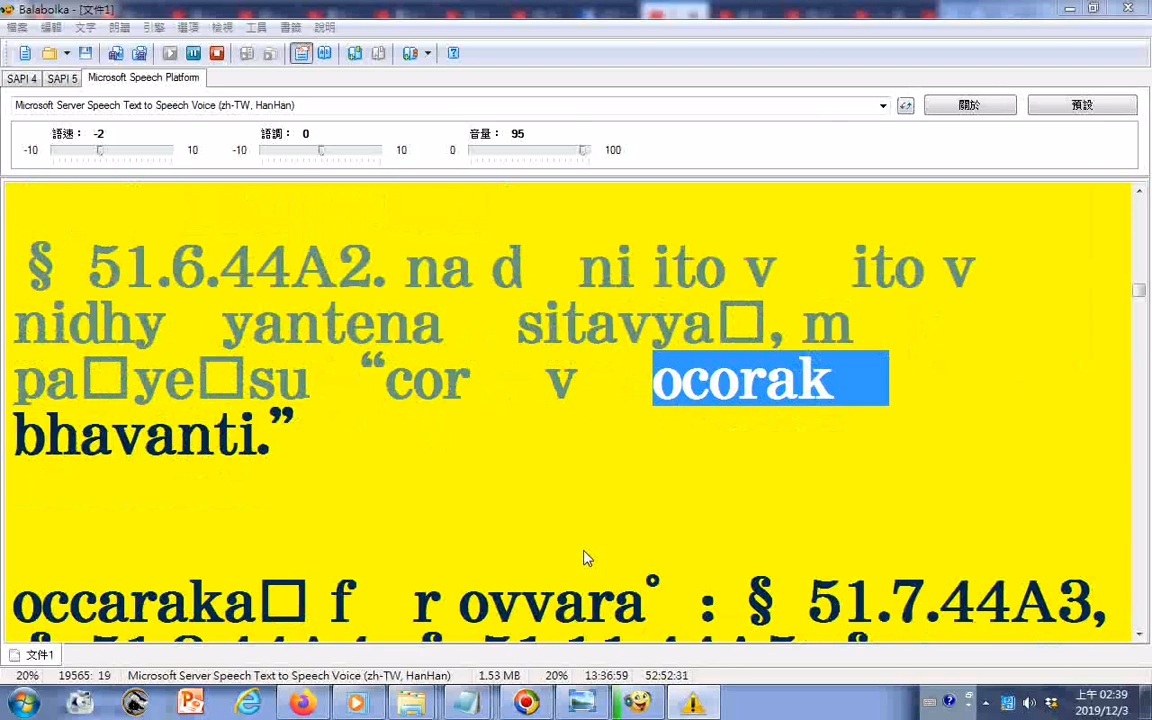 Balabolka - [文件1]
檔案 編輯 文字 朗讀 引擎 選項 檢視 工具 書籤 說明
SAPI 4 SAPI 5 Microsoft Speech Platform
Microsoft Server Speech Text to Speech Voice (zh-TW, HanHan) 關於 預設
語速： -2 語調： 0 音量： 95
-10 10 -10 10 0 100
§ 51.6.44A2. na d ni ito v ito v
nidhy yantena sitavya□, m
pa□ye□su “cor v ocorak
bhavanti.”
occaraka□ f r ovvara° : § 51.7.44A3,
文件1
20% 19565: 19 Microsoft Server Speech Text to Speech Voice (zh-TW, HanHan) 1.53 MB 20% 13:36:59 52:52:31
上午 02:39
2019/12/3